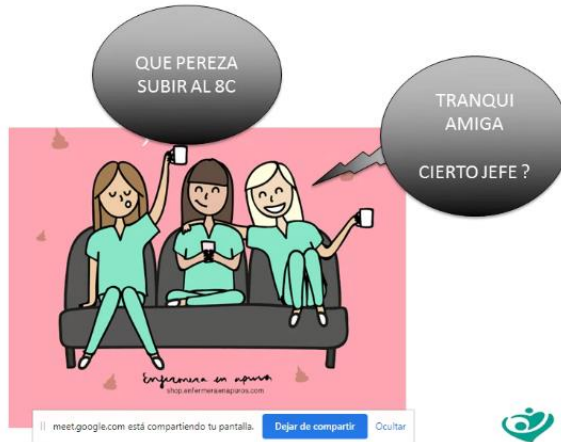 QUE PEREZA
SUBIR AL 8C
TRANQUI
AMIGA
CIERTO JEFE ?
Enfermera en apuros
shop.enfermeraenapuros.com
meet.google.com está compartiendo tu pantalla.
Dejar de compartir
Ocultar